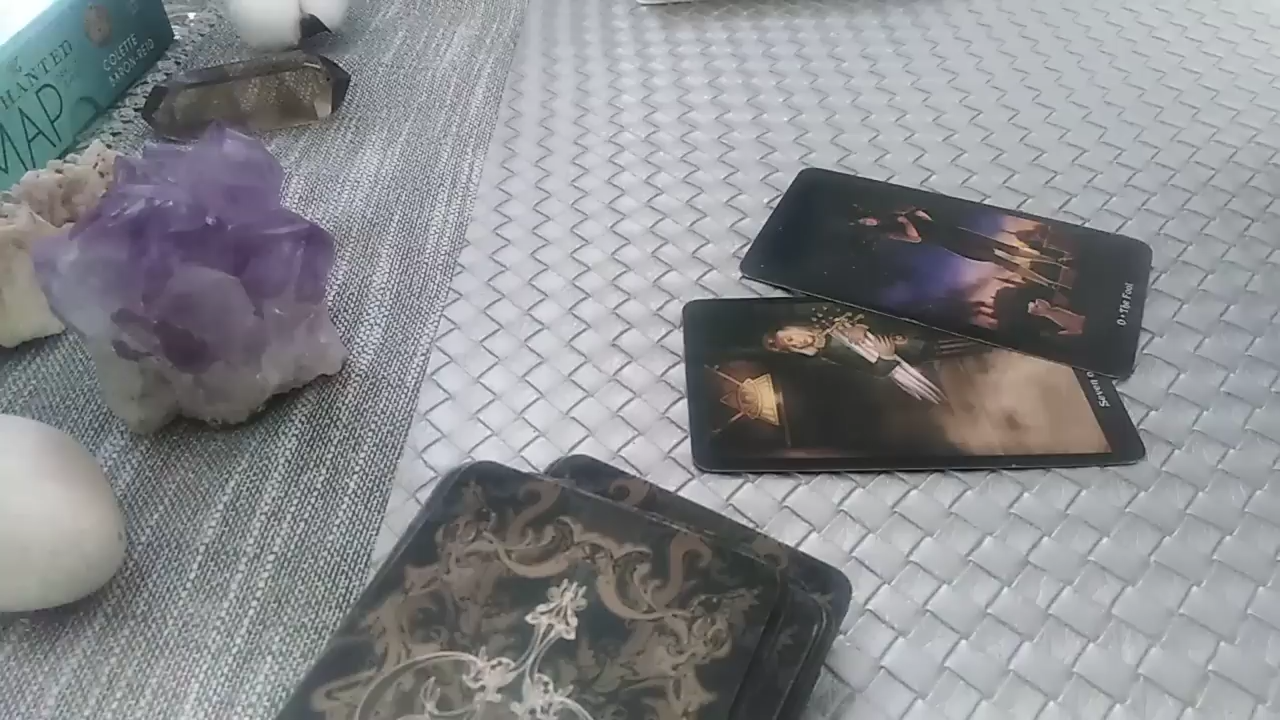 HANTED
MAP
COLETTE
BARON-REID
0 • The Fool
Seven o